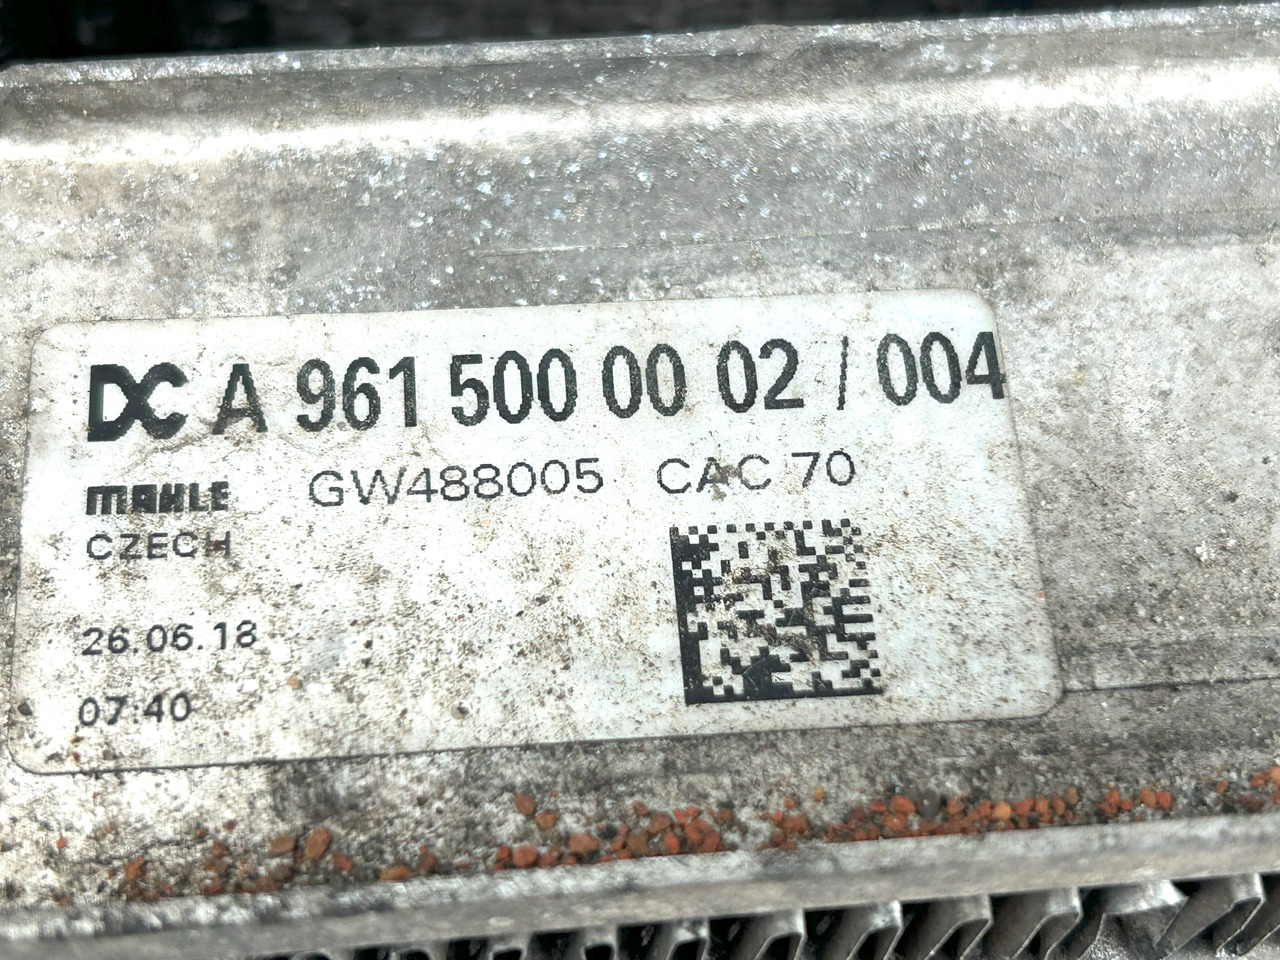 DC A 961 500 00 02 / 004
MAHLE GW488005 CAC 70
CZECH
26.06.18
07:40